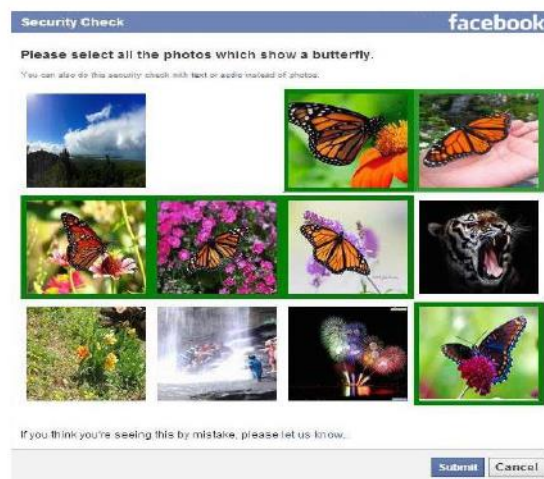 Security Check facebook
Please select all the photos which show a butterfly.
You can also do this security check with text or audio instead of photos.
If you think you're seeing this by mistake, please let us know.
Submit Cancel